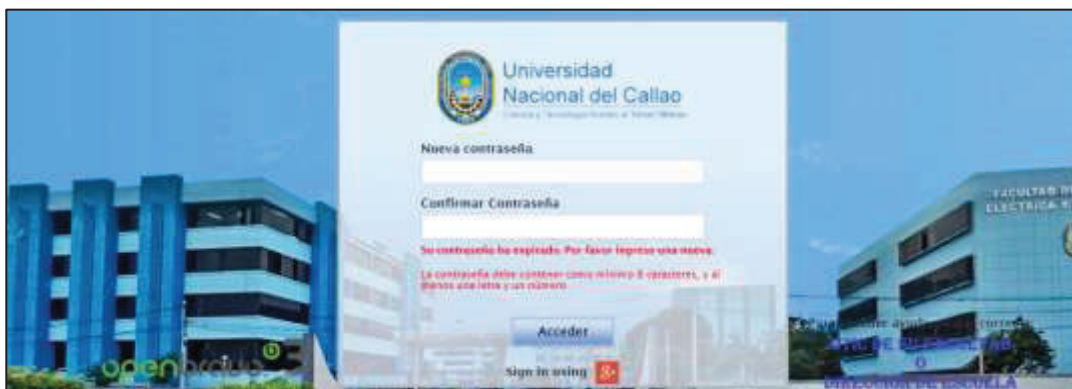 Universidad
Nacional del Callao
Nueva contraseña
Confirmar Contraseña
Su contraseña ha expirado. Por favor ingrese una nueva.
La contraseña debe contener como mínimo 8 caracteres, y al
menos una letra y un número
Acceder
Sign in using g+
openbravo
FACULTAD
ELECTRICA
O